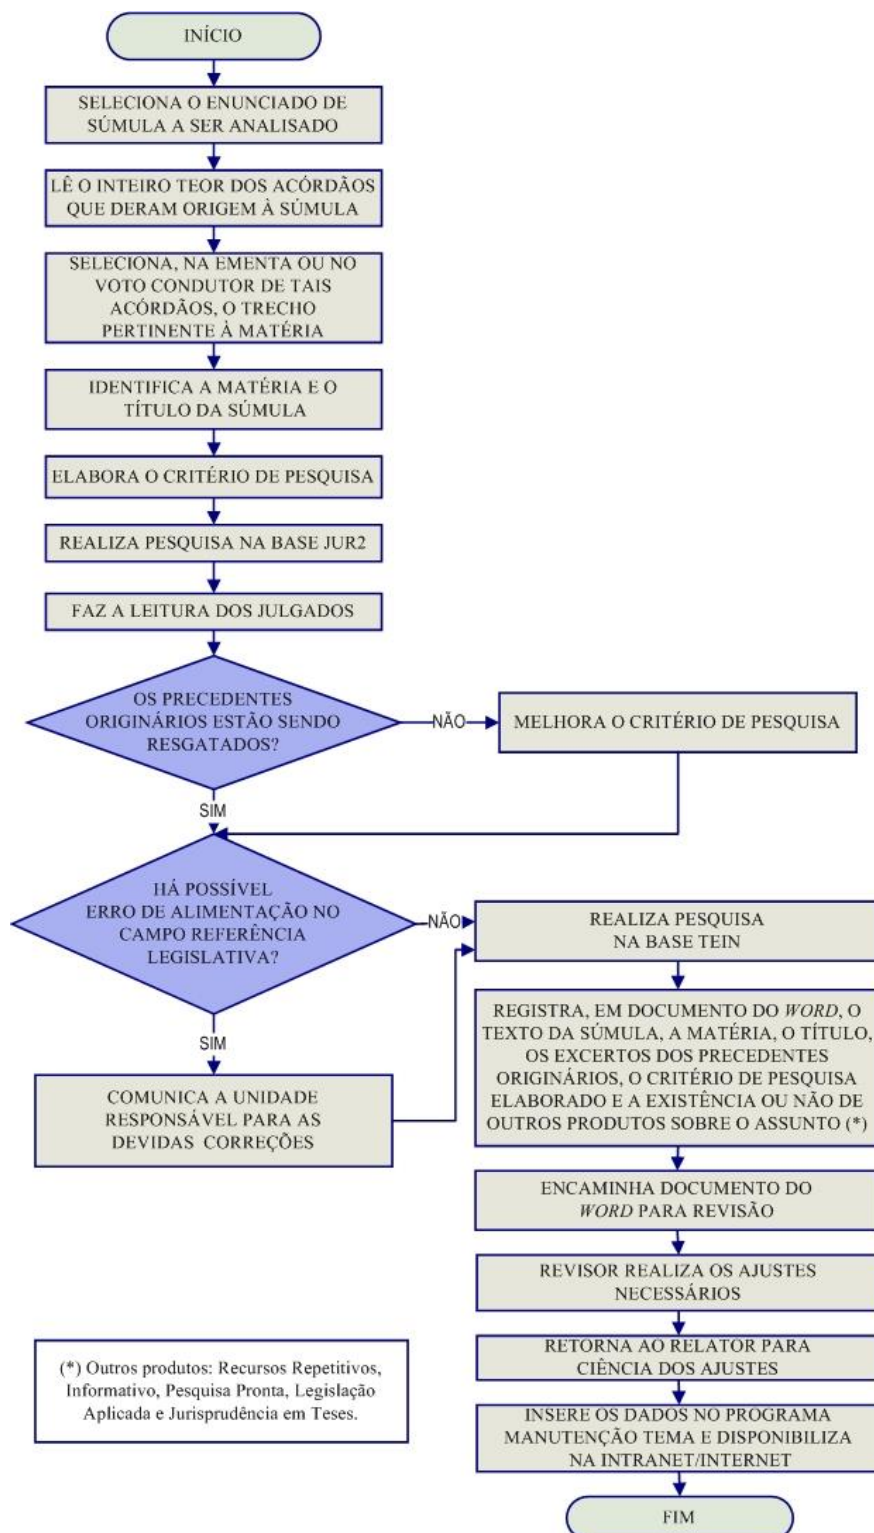 INÍCIO
SELECIONA O ENUNCIADO DE
SÚMULA A SER ANALISADO
LÊ O INTEIRO TEOR DOS ACÓRDÃOS
QUE DERAM ORIGEM À SÚMULA
SELECIONA, NA EMENTA OU NO
VOTO CONDUTOR DE TAIS
ACÓRDÃOS, O TRECHO
PERTINENTE À MATÉRIA
IDENTIFICA A MATÉRIA E O
TÍTULO DA SÚMULA
ELABORA O CRITÉRIO DE PESQUISA
REALIZA PESQUISA NA BASE JUR2
FAZ A LEITURA DOS JULGADOS
OS PRECEDENTES
ORIGINÁRIOS ESTÃO SENDO
RESGATADOS?
NÃO
MELHORA O CRITÉRIO DE PESQUISA
SIM
HÁ POSSÍVEL
ERRO DE ALIMENTAÇÃO NO
CAMPO REFERÊNCIA
LEGISLATIVA?
NÃO
REALIZA PESQUISA
NA BASE TEIN
SIM
COMUNICA A UNIDADE
RESPONSÁVEL PARA AS
DEVIDAS CORREÇÕES
REGISTRA, EM DOCUMENTO DO WORD, O
TEXTO DA SÚMULA, A MATÉRIA, O TÍTULO,
OS EXCERTOS DOS PRECEDENTES
ORIGINÁRIOS, O CRITÉRIO DE PESQUISA
ELABORADO E A EXISTÊNCIA OU NÃO DE
OUTROS PRODUTOS SOBRE O ASSUNTO (*)
ENCAMINHA DOCUMENTO DO
WORD PARA REVISÃO
REVISOR REALIZA OS AJUSTES
NECESSÁRIOS
RETORNA AO RELATOR PARA
CIÊNCIA DOS AJUSTES
INSERE OS DADOS NO PROGRAMA
MANUTENÇÃO TEMA E DISPONIBILIZA
NA INTRANET/INTERNET
FIM
(*) Outros produtos: Recursos Repetitivos,
Informativo, Pesquisa Pronta, Legislação
Aplicada e Jurisprudência em Teses.